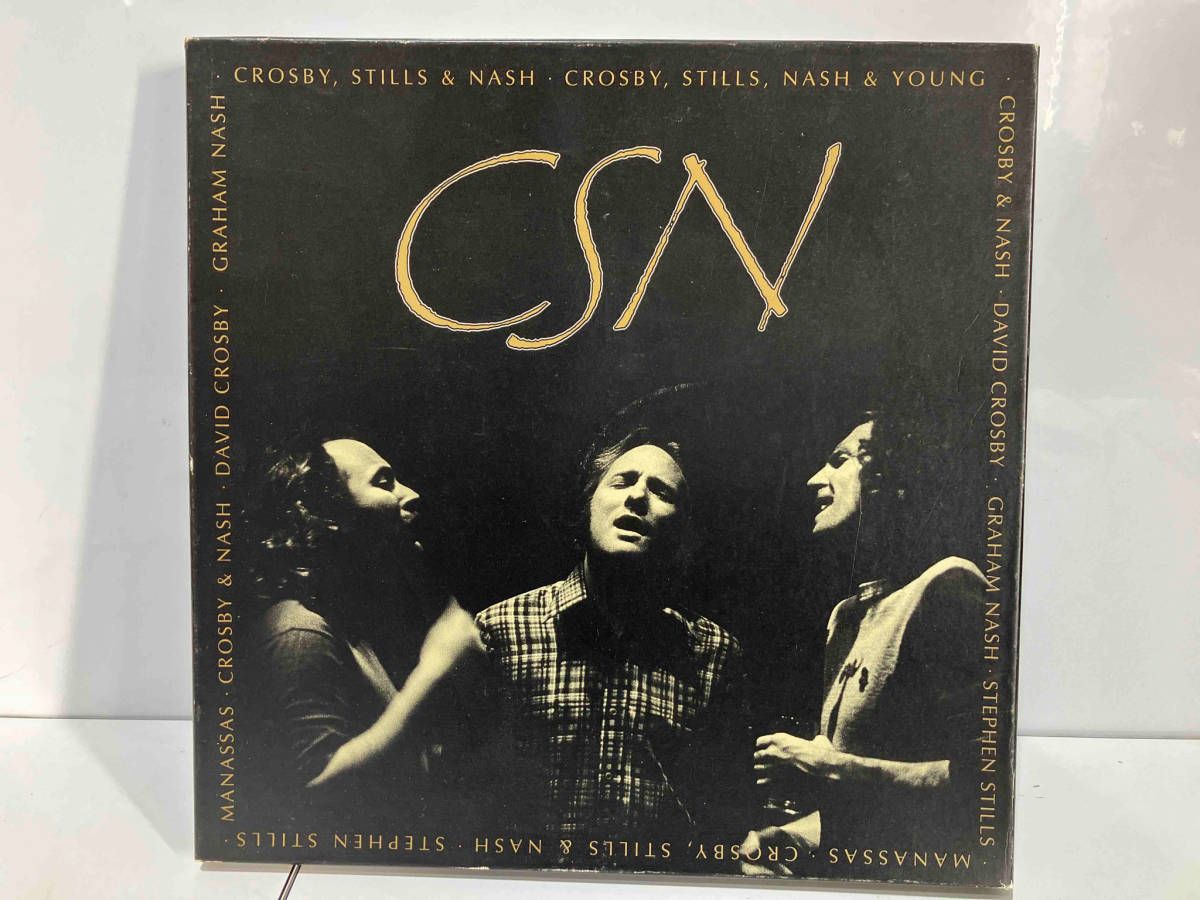 · CROSBY, STILLS & NASH · CROSBY, STILLS, NASH & YOUNG ·
CSN
CROSBY & NASH · DAVID CROSBY · GRAHAM NASH · STEPHEN STILLS
MANASSAS · CROSBY, STILLS & NASH · STEPHEN STILLS ·
MANASSAS · CROSBY & NASH · DAVID CROSBY · GRAHAM NASH